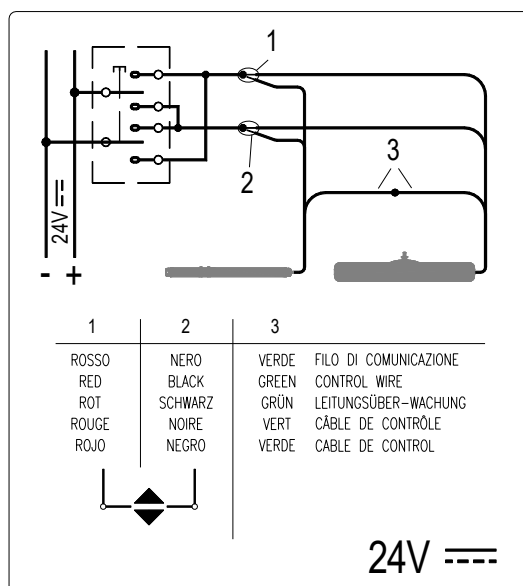 1
2
3
24V
- +
1 2 3
ROSSO NERO VERDE FILO DI COMUNICAZIONE
RED BLACK GREEN CONTROL WIRE
ROT SCHWARZ GRÜN LEITUNGSÜBER-WACHUNG
ROUGE NOIRE VERT CÂBLE DE CONTRÔLE
ROJO NEGRO VERDE CABLE DE CONTROL
24V